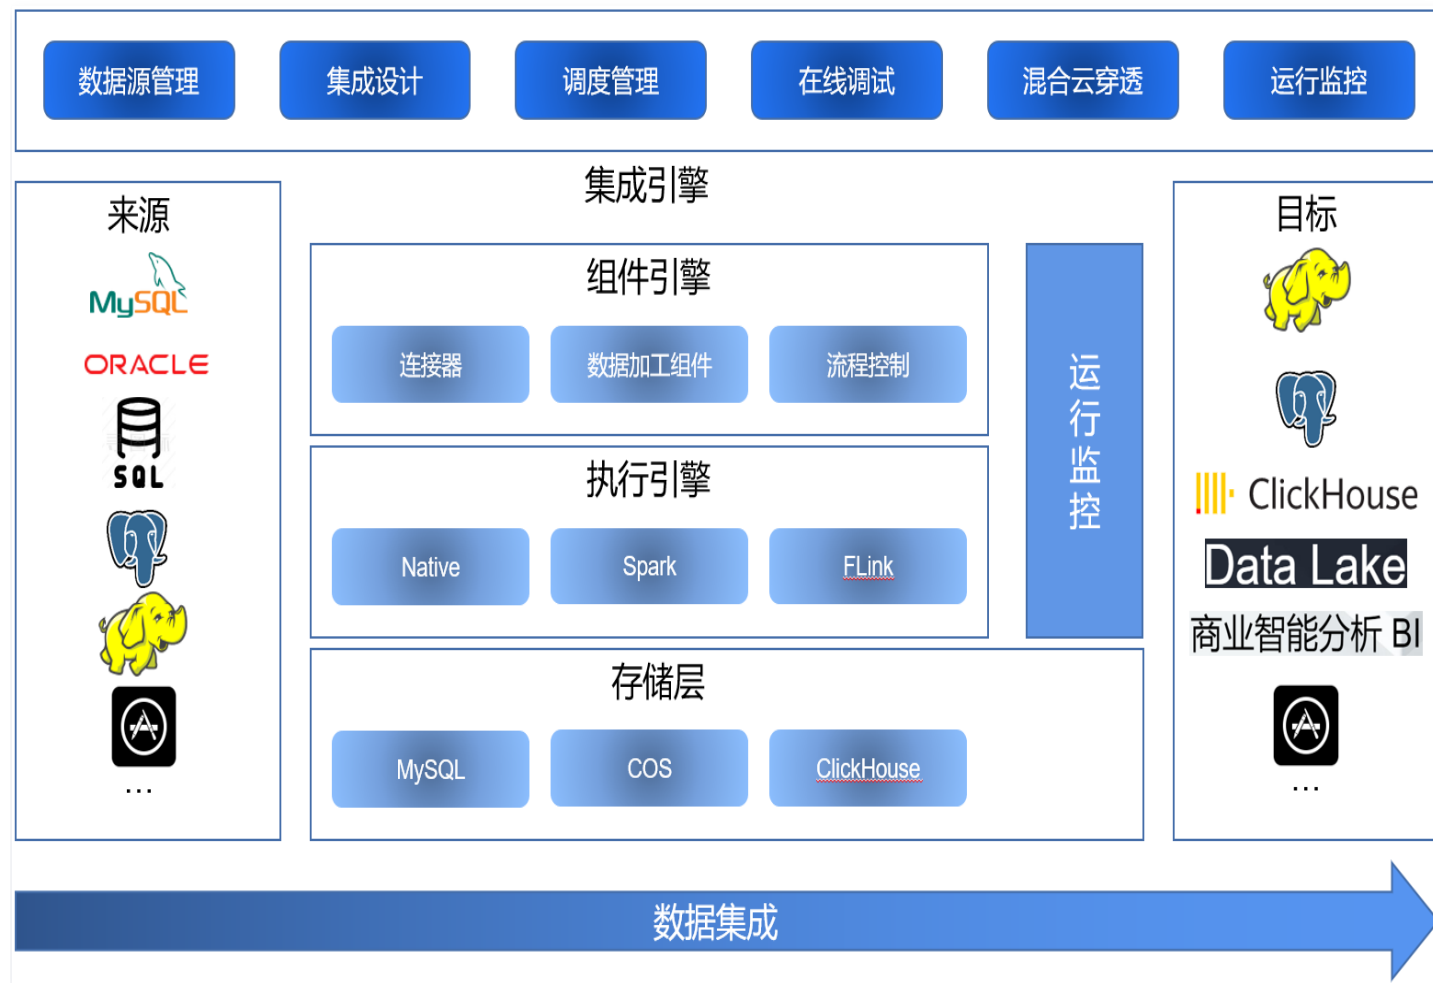 数据源管理
集成设计
调度管理
在线调试
混合云穿透
运行监控
集成引擎
来源
MySQL
ORACLE
SQL
...
组件引擎
连接器
数据加工组件
流程控制
执行引擎
Native
Spark
FLink
运行监控
存储层
MySQL
COS
ClickHouse
目标
ClickHouse
Data Lake
商业智能分析 BI
...
数据集成